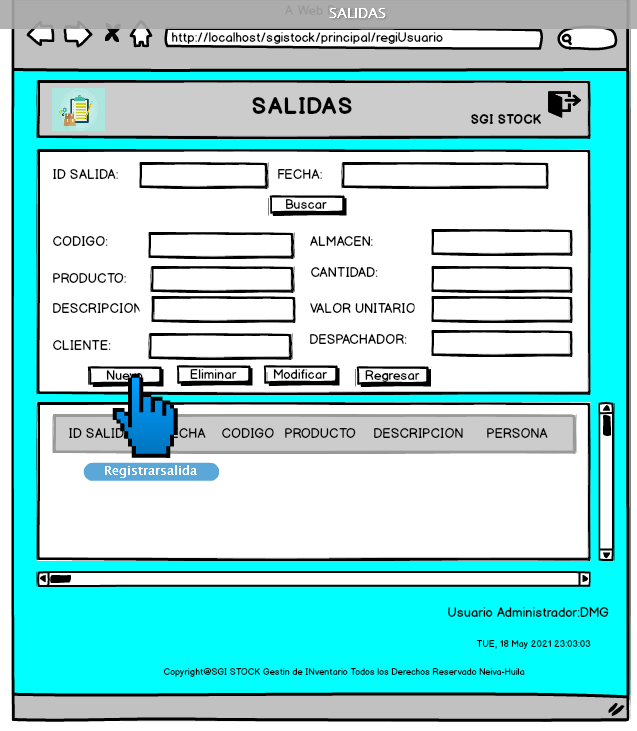 A Web
SALIDAS
http://localhost/sgistock/principal/regiUsuario
SALIDAS
SGI STOCK
ID SALIDA:
FECHA:
Buscar
CODIGO:
ALMACEN:
PRODUCTO:
CANTIDAD:
DESCRIPCION
VALOR UNITARIO
CLIENTE:
DESPACHADOR:
Eliminar
Modificar
Regresar
ID CODIGO PRODUCTO DESCRIPCION PERSONA
Registrarsalida
Usuario Administrador:DMG
TUE, 18 May 2021 23:03:03
Copyright@SGI STOCK Gestin de INventario Todos los Derechos Reservado Neiva-Huila